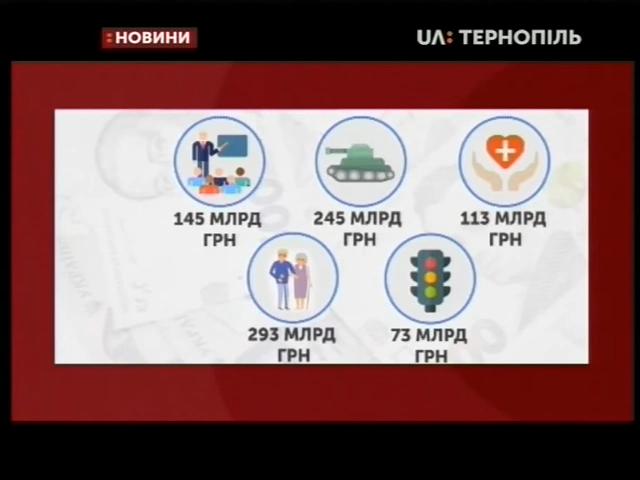 :НОВИНИ
UA: ТЕРНОПІЛЬ
145 МЛРД
ГРН
245 МЛРД
ГРН
113 МЛРД
ГРН
293 МЛРД
ГРН
73 МЛРД
ГРН